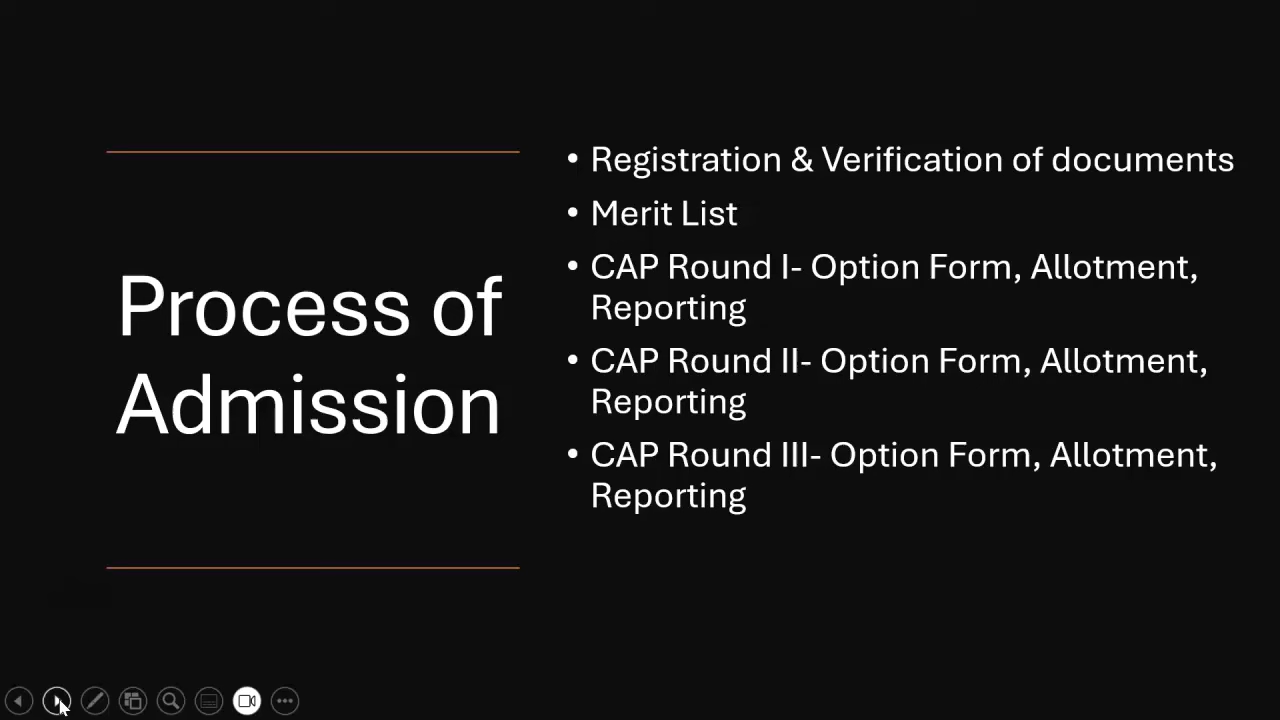 Process of
Admission
• Registration & Verification of documents
• Merit List
• CAP Round I- Option Form, Allotment,
Reporting
• CAP Round II- Option Form, Allotment,
Reporting
• CAP Round III- Option Form, Allotment,
Reporting